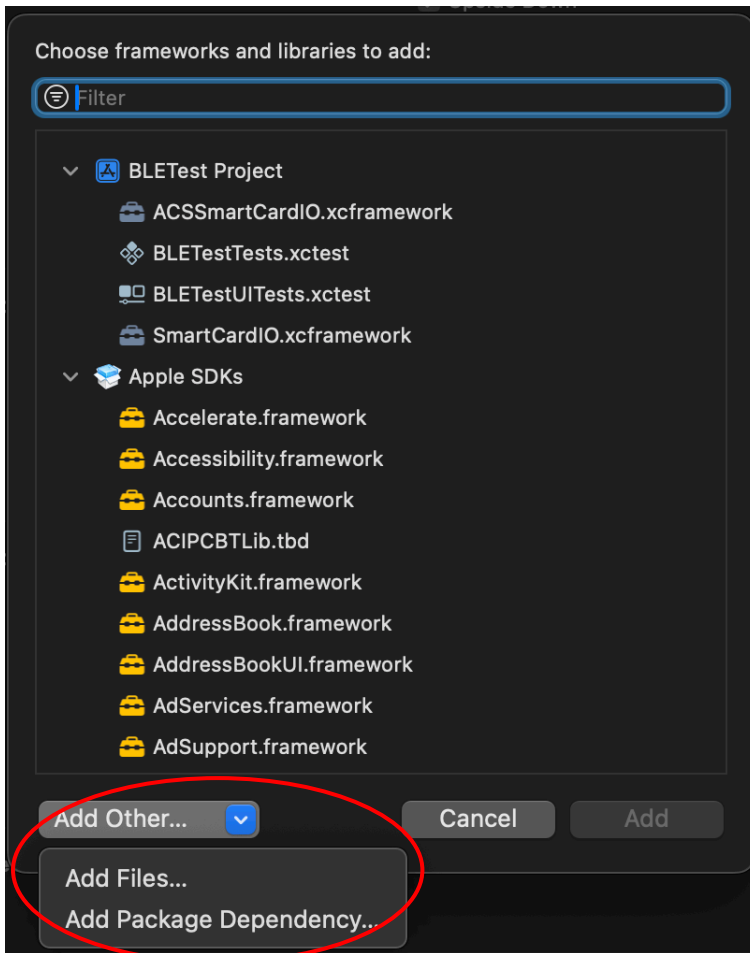 Choose frameworks and libraries to add:
Filter
BLETest Project
ACSSmartCardIO.xcframework
BLETestTests.xctest
BLETestUITests.xctest
SmartCardIO.xcframework
Apple SDKs
Accelerate.framework
Accessibility.framework
Accounts.framework
ACIPCBTLib.tbd
ActivityKit.framework
AddressBook.framework
AddressBookUI.framework
AdServices.framework
AdSupport.framework
Add Other... Cancel Add
Add Files...
Add Package Dependency...